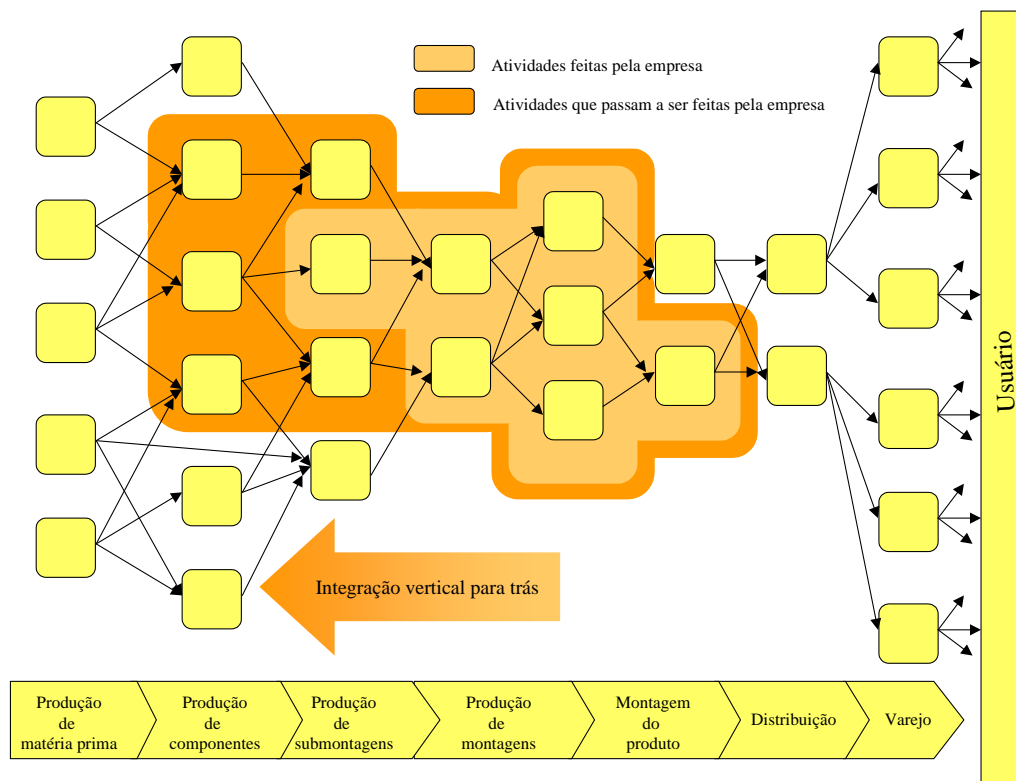 Atividades feitas pela empresa
Atividades que passam a ser feitas pela empresa
Usuário
Integração vertical para trás
Produção
de
matéria prima
Produção
de
componentes
Produção
de
submontagens
Produção
de
montagens
Montagem
do
produto
Distribuição
Varejo